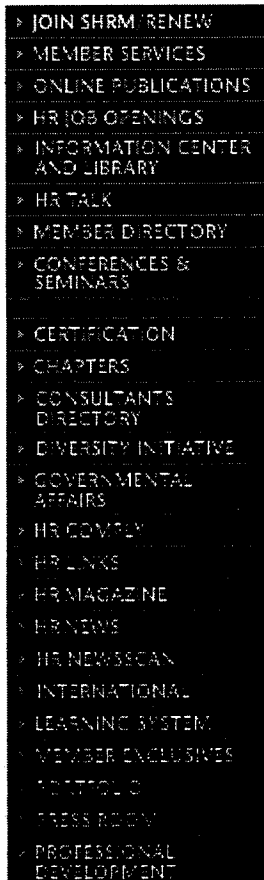 > JOIN SHRM/RENEW
> MEMBER SERVICES
> ONLINE PUBLICATIONS
> HR JOB OPENINGS
> INFORMATION CENTER
AND LIBRARY
> HR TALK
> MEMBER DIRECTORY
> CONFERENCES &
SEMINARS
> CERTIFICATION
> CHAPTERS
> CONSULTANTS
DIRECTORY
> DIVERSITY INITIATIVE
> GOVERNMENTAL
AFFAIRS
> HR COMPLY
> HR LINKS
> HR MAGAZINE
> HR NEWS
> HR NEWSSCAN
> INTERNATIONAL
> LEARNING SYSTEM
> MEMBER EXCLUSIVES
> PORTFOLIO
> PRESS ROOM
> PROFESSIONAL
DEVELOPMENT